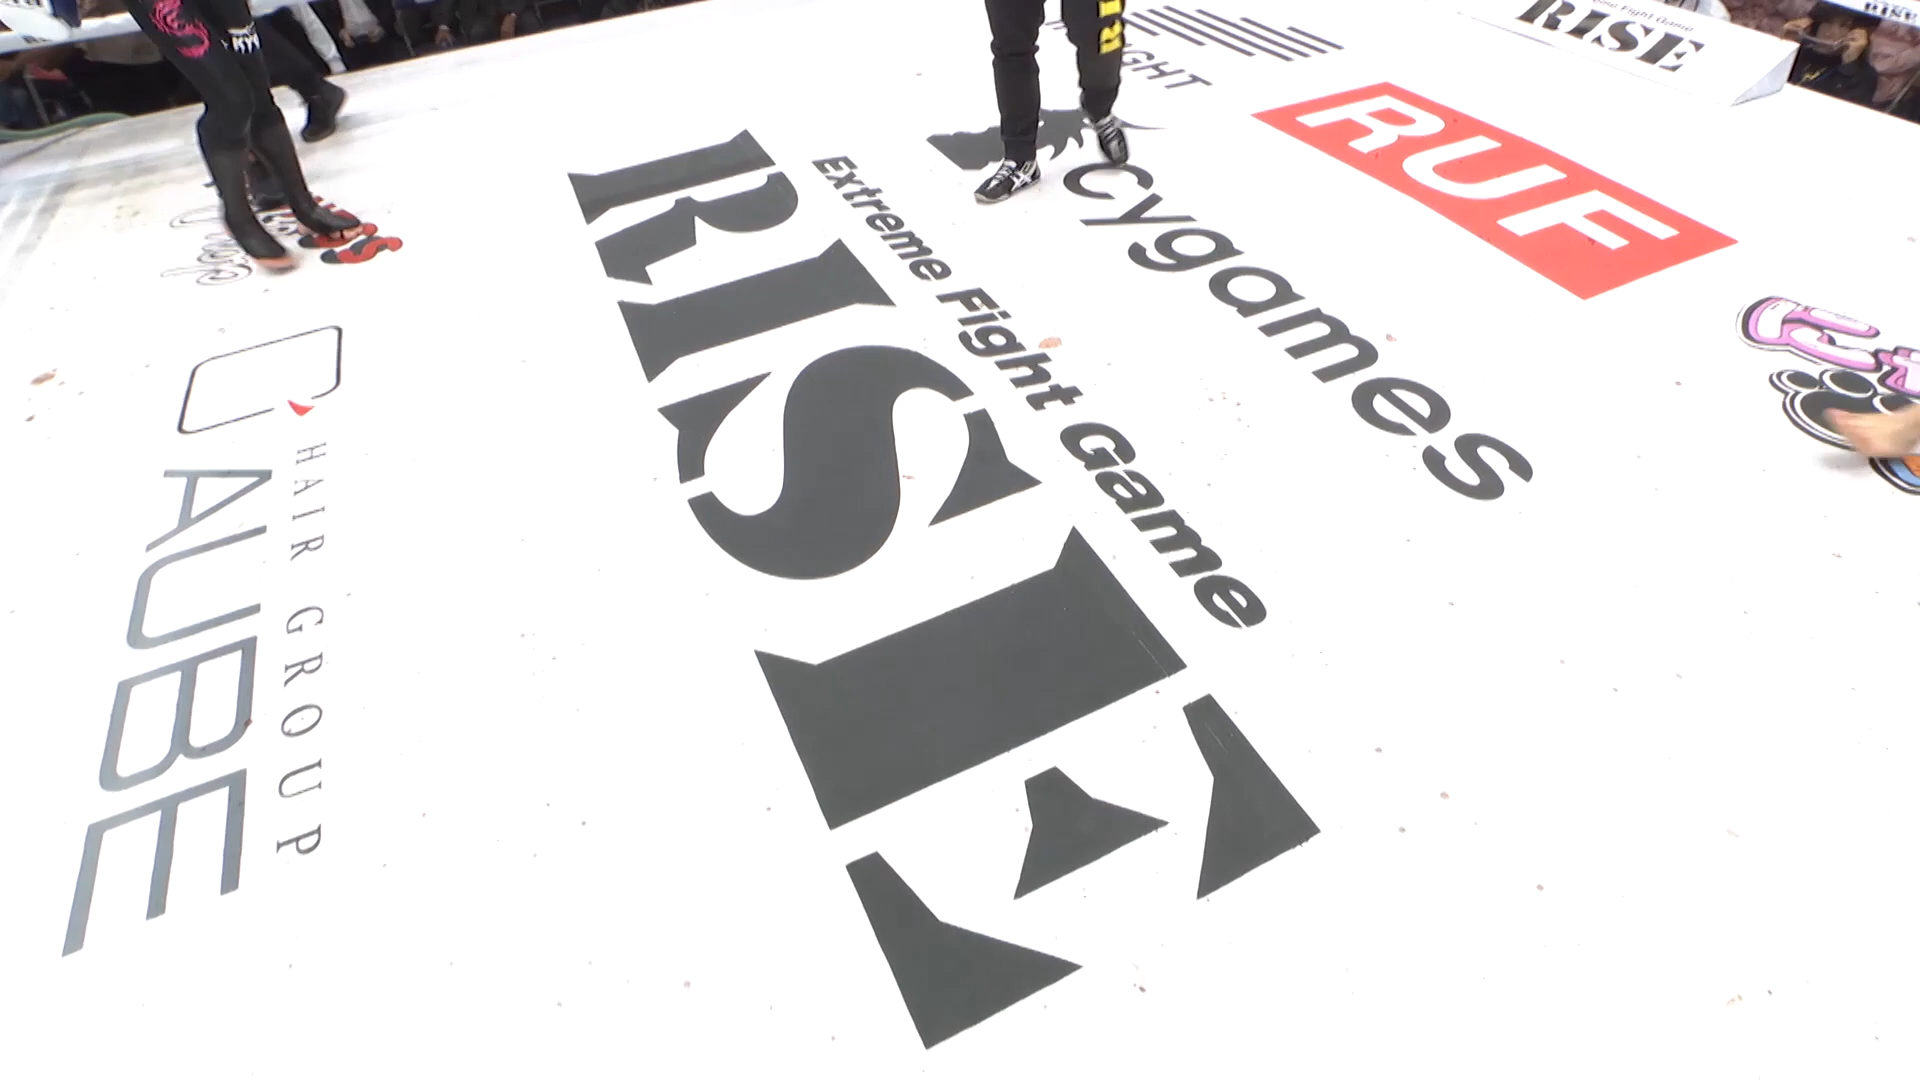 RISE
Extreme Fight Game
Cygames
RUF
HAIR GROUP
AUBE
RISE